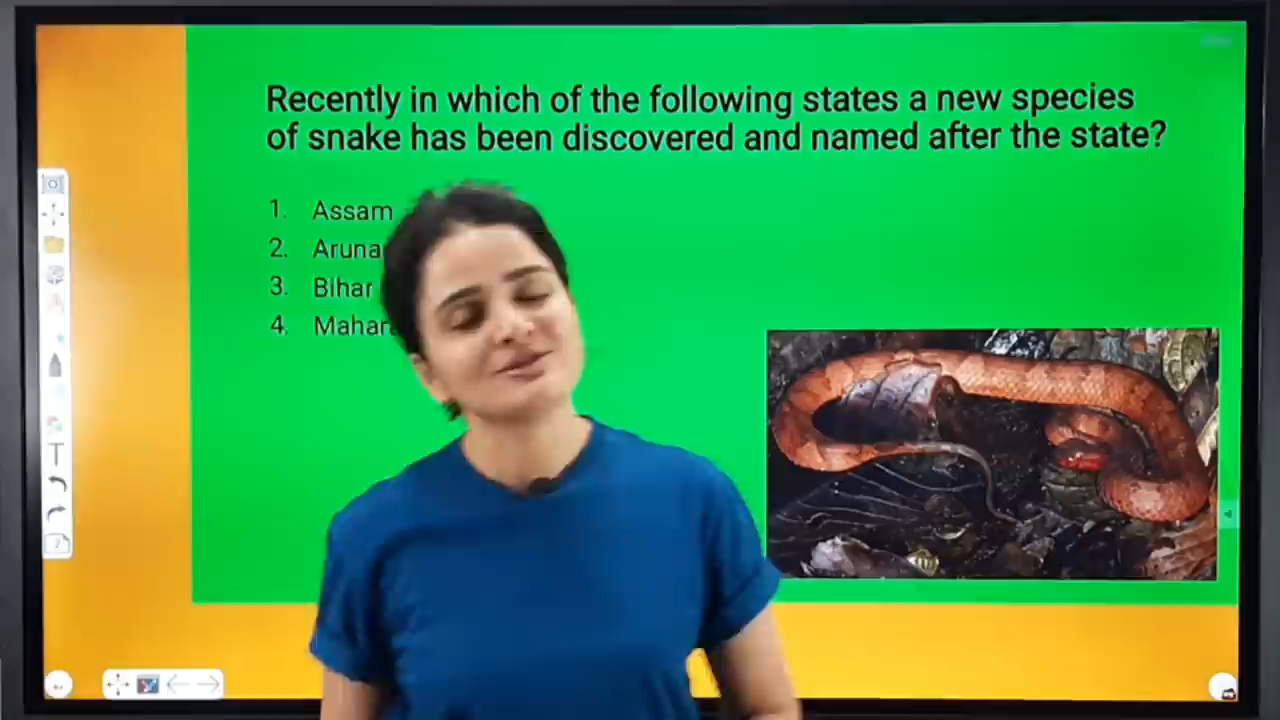 Recently in which of the following states a new species
of snake has been discovered and named after the state?
1. Assam
2. Aruna
3. Bihar
4. Mahar
T